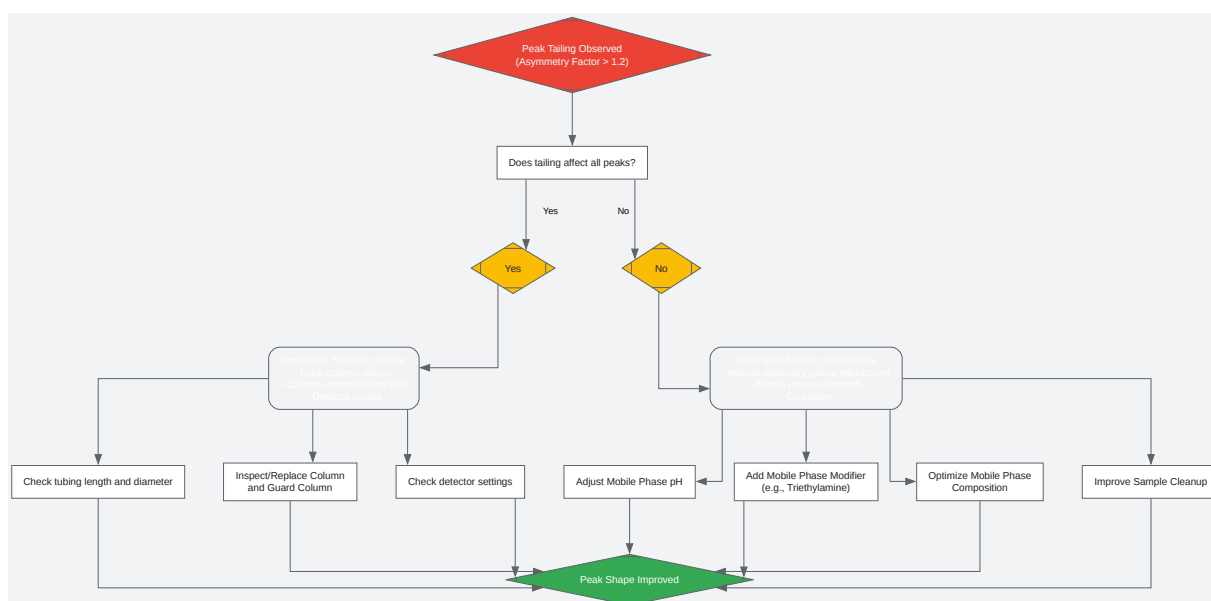 Peak Tailing Observed
(Asymmetry Factor > 1.2)
Does tailing affect all peaks?
Yes
No
Yes
No
Investigate Systemic Issues:
- Extra-column volume
- Column contamination/void
- Detector issues
Investigate Specific Interactions:
- Analyte-stationary phase interactions
- Mobile phase mismatch
- Co-elution
Check tubing length and diameter
Inspect/Replace Column
and Guard Column
Check detector settings
Adjust Mobile Phase pH
Add Mobile Phase Modifier
(e.g., Triethylamine)
Optimize Mobile Phase
Composition
Improve Sample Cleanup
Peak Shape Improved